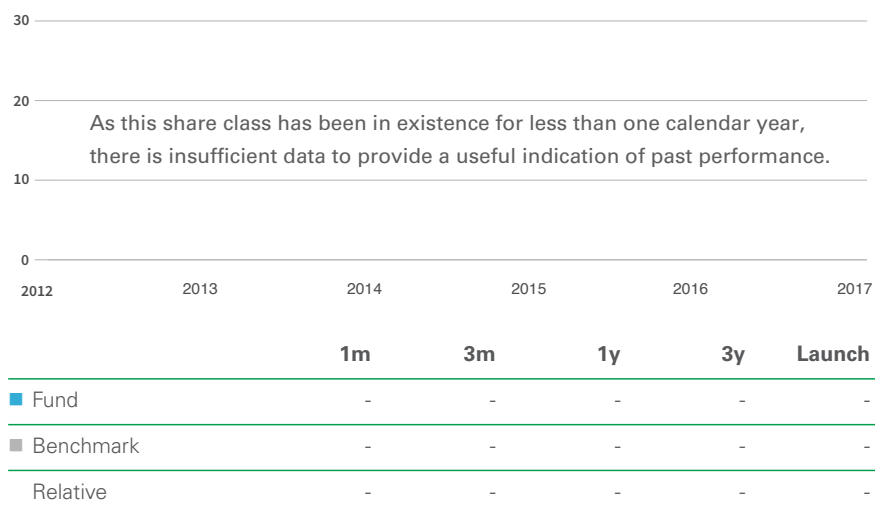 30
20
As this share class has been in existence for less than one calendar year,
there is insufficient data to provide a useful indication of past performance.
10
0
2012 2013 2014 2015 2016 2017
1m 3m 1y 3y Launch
Fund - - - - -
Benchmark - - - - -
Relative - - - - -